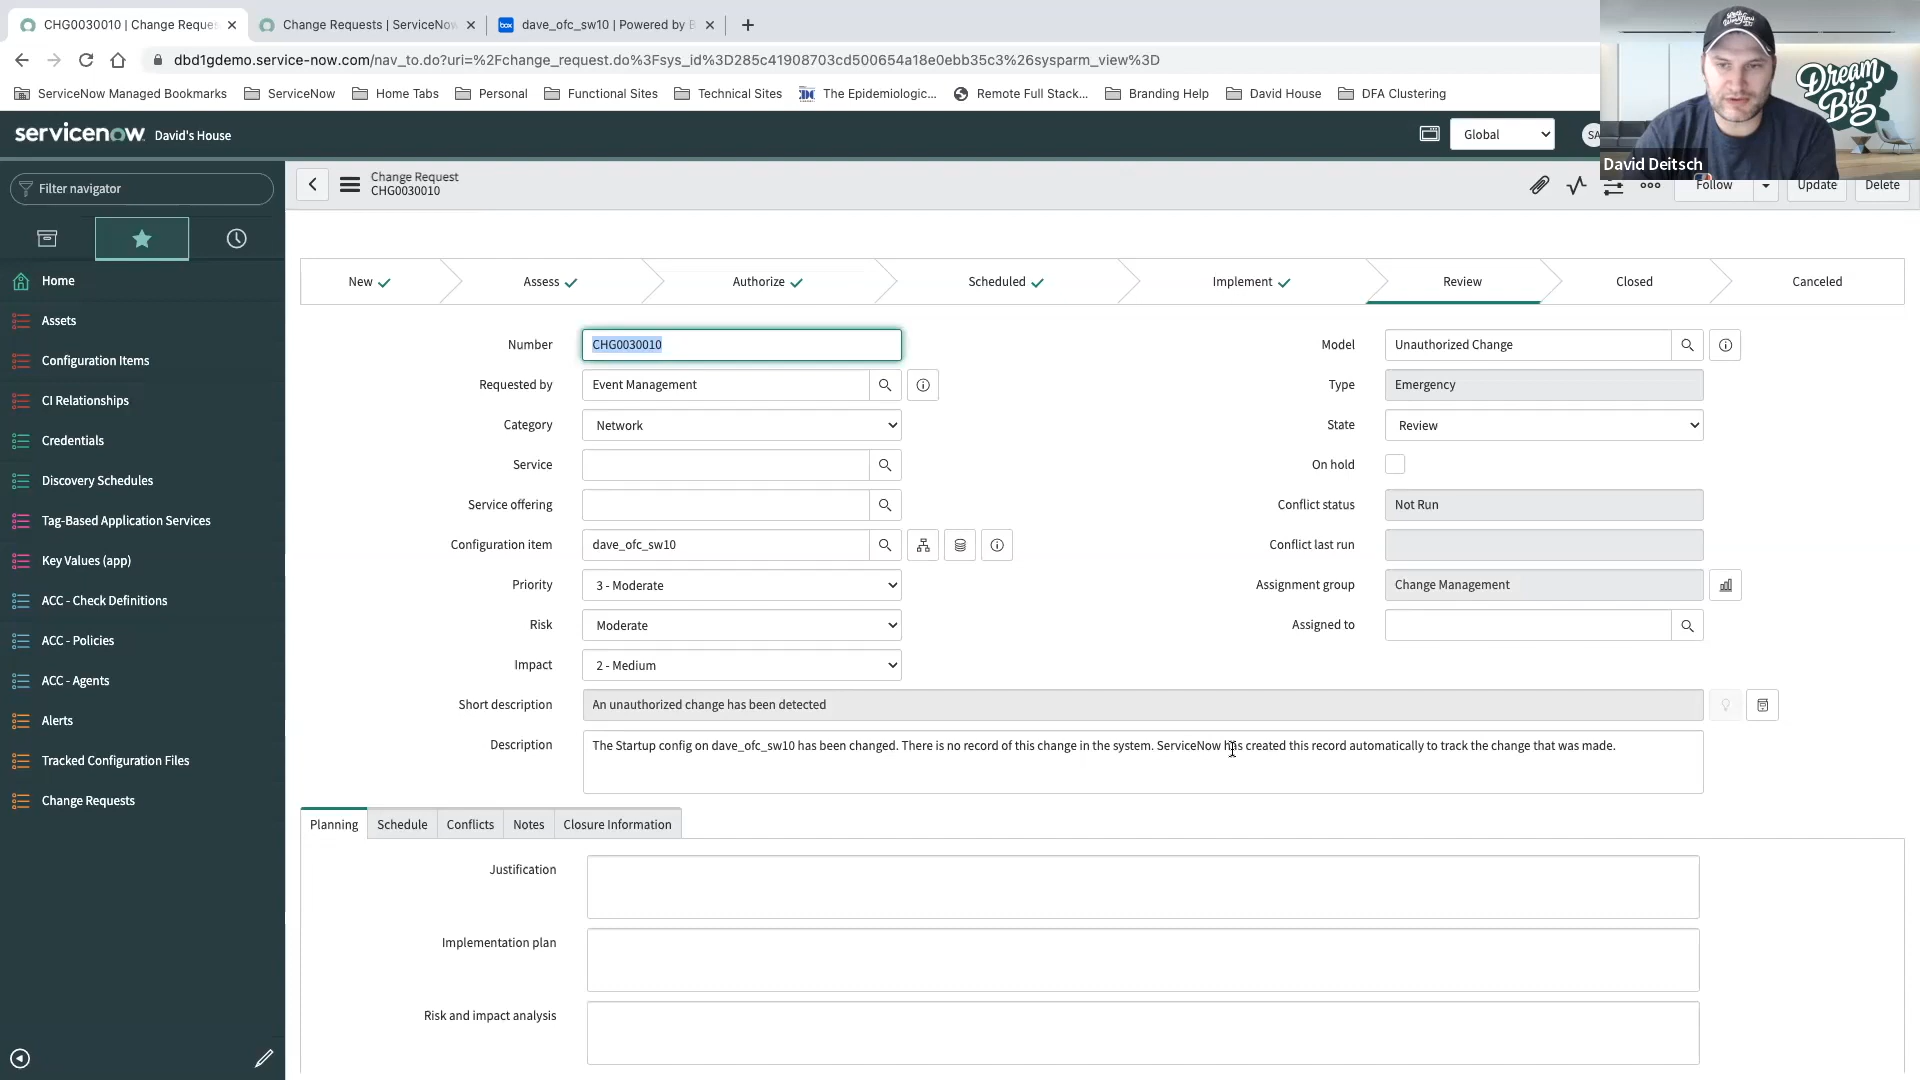 CHG0030010 | Change Reque
Change Requests | ServiceNow
box dave_ofc_sw10 | Powered by B
dbd1gdemo.service-now.com/nav_to.do?uri=%2Fchange_request.do%3Fsys_id%3D285c41908703cd500654a18e0ebb35c3%26sysparm_view%3D
ServiceNow Managed Bookmarks ServiceNow Home Tabs Personal Functional Sites Technical Sites The Epidemiologic... Remote Full Stack... Branding Help David House DFA Clustering
Dream
Big
David Deitsch
servicenow David's House
Global
SA
Filter navigator
Change Request
CHG0030010
Follow Update Delete
Home
Assets
Configuration Items
CI Relationships
Credentials
Discovery Schedules
Tag-Based Application Services
Key Values (app)
ACC - Check Definitions
ACC - Policies
ACC - Agents
Alerts
Tracked Configuration Files
Change Requests
New Assess Authorize Scheduled Implement Review Closed Canceled
Number CHG0030010
Requested by Event Management
Category Network
Service
Service offering
Configuration item dave_ofc_sw10
Priority 3 - Moderate
Risk Moderate
Impact 2 - Medium
Model Unauthorized Change
Type Emergency
State Review
On hold
Conflict status Not Run
Conflict last run
Assignment group Change Management
Assigned to
Short description An unauthorized change has been detected
Description The Startup config on dave_ofc_sw10 has been changed. There is no record of this change in the system. ServiceNow has created this record automatically to track the change that was made.
Planning Schedule Conflicts Notes Closure Information
Justification
Implementation plan
Risk and impact analysis